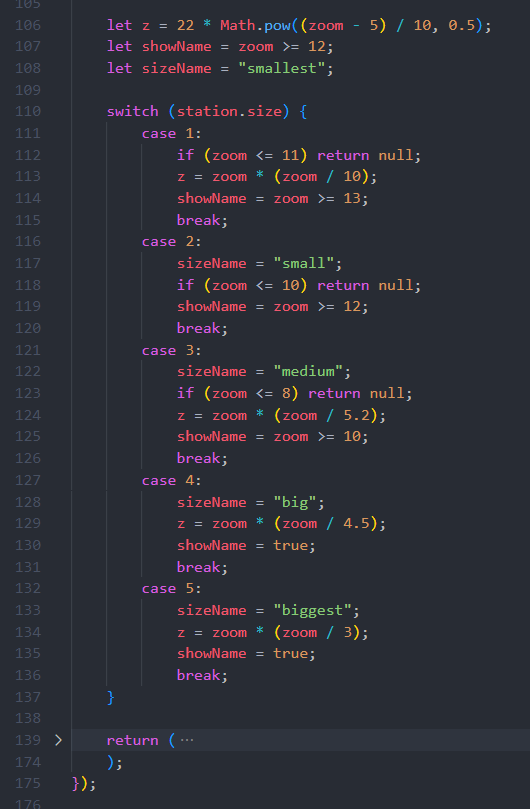 105
106 let z = 22 * Math.pow((zoom - 5) / 10, 0.5);
107 let showName = zoom >= 12;
108 let sizeName = "smallest";
109
110 switch (station.size) {
111 case 1:
112 if (zoom <= 11) return null;
113 z = zoom * (zoom / 10);
114 showName = zoom >= 13;
115 break;
116 case 2:
117 sizeName = "small";
118 if (zoom <= 10) return null;
119 showName = zoom >= 12;
120 break;
121 case 3:
122 sizeName = "medium";
123 if (zoom <= 8) return null;
124 z = zoom * (zoom / 5.2);
125 showName = zoom >= 10;
126 break;
127 case 4:
128 sizeName = "big";
129 z = zoom * (zoom / 4.5);
130 showName = true;
131 break;
132 case 5:
133 sizeName = "biggest";
134 z = zoom * (zoom / 3);
135 showName = true;
136 break;
137 }
138
139 > return ( ···
174 );
175 });
176